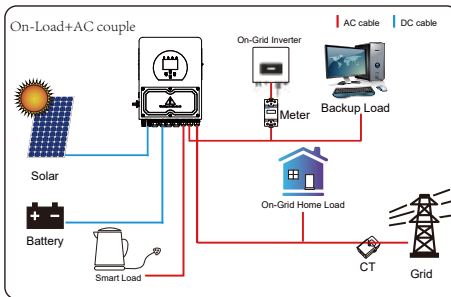 On-Load+AC couple
AC cable
DC cable
On-Grid Inverter
Meter
Backup Load
Solar
On-Grid Home Load
Battery
Smart Load
CT
Grid